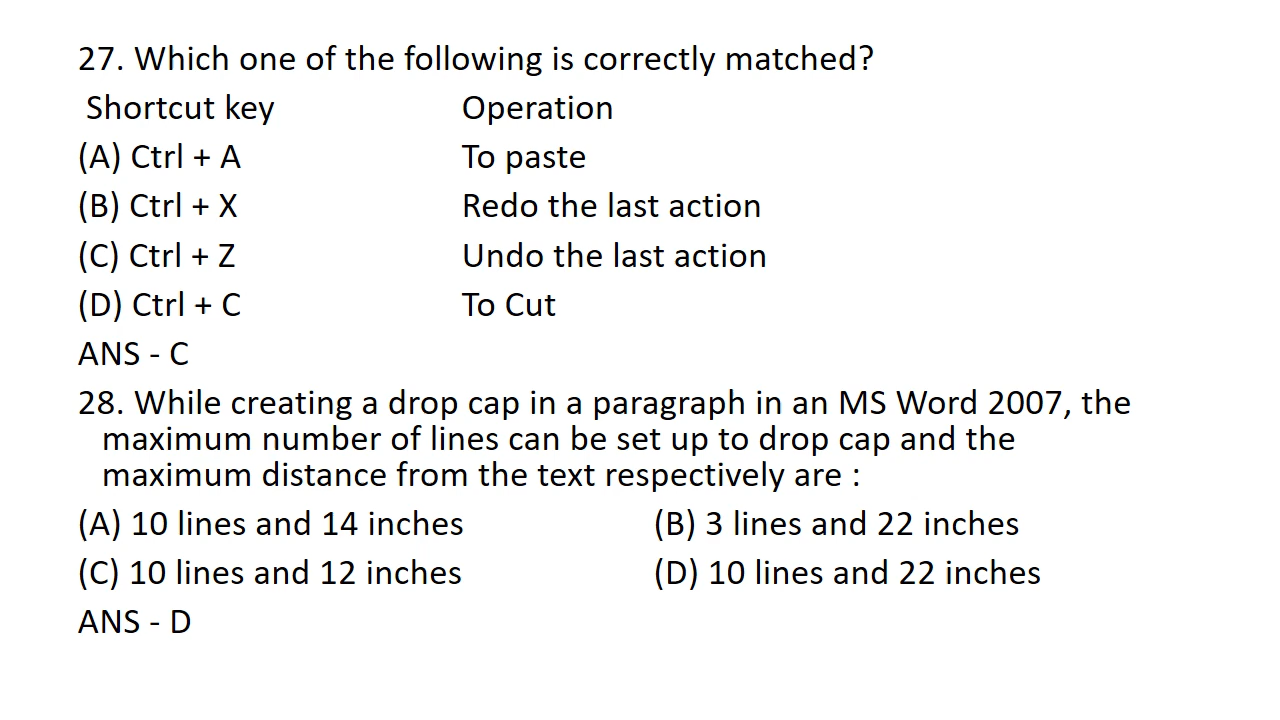 27. Which one of the following is correctly matched?
Shortcut key Operation
(A) Ctrl + A To paste
(B) Ctrl + X Redo the last action
(C) Ctrl + Z Undo the last action
(D) Ctrl + C To Cut
ANS - C
28. While creating a drop cap in a paragraph in an MS Word 2007, the
maximum number of lines can be set up to drop cap and the
maximum distance from the text respectively are :
(A) 10 lines and 14 inches (B) 3 lines and 22 inches
(C) 10 lines and 12 inches (D) 10 lines and 22 inches
ANS - D